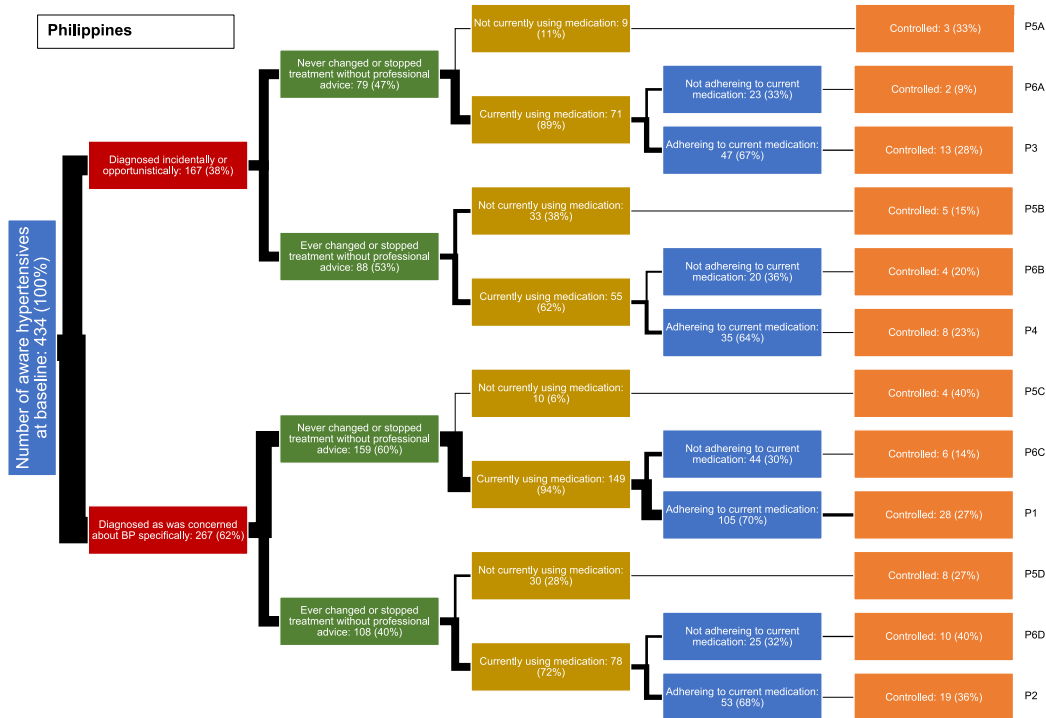 Philippines
Number of aware hypertensives
at baseline: 434 (100%)
Diagnosed incidentally or
opportunistically: 167 (38%)
Diagnosed as was concerned
about BP specifically: 267 (62%)
Never changed or stopped
treatment without professional
advice: 79 (47%)
Ever changed or stopped
treatment without professional
advice: 88 (53%)
Never changed or stopped
treatment without professional
advice: 159 (60%)
Ever changed or stopped
treatment without professional
advice: 108 (40%)
Not currently using medication: 9
(11%)
Currently using medication: 71
(89%)
Not currently using medication:
33 (38%)
Currently using medication: 55
(62%)
Not currently using medication:
10 (6%)
Currently using medication: 149
(94%)
Not currently using medication:
30 (28%)
Currently using medication: 78
(72%)
Not adhering to current
medication: 23 (33%)
Adhereing to current medication:
47 (67%)
Not adhering to current
medication: 20 (36%)
Adhering to current medication:
35 (64%)
Not adhering to current
medication: 44 (30%)
Adhering to current medication:
105 (70%)
Not adhering to current
medication: 25 (32%)
Adhering to current medication:
53 (68%)
Controlled: 3 (33%)
P5A
Controlled: 2 (9%)
P6A
Controlled: 13 (28%)
P3
Controlled: 5 (15%)
P5B
Controlled: 4 (20%)
P6B
Controlled: 8 (23%)
P4
Controlled: 4 (40%)
P5C
Controlled: 6 (14%)
P6C
Controlled: 28 (27%)
P1
Controlled: 8 (27%)
P5D
Controlled: 10 (40%)
P6D
Controlled: 19 (36%)
P2